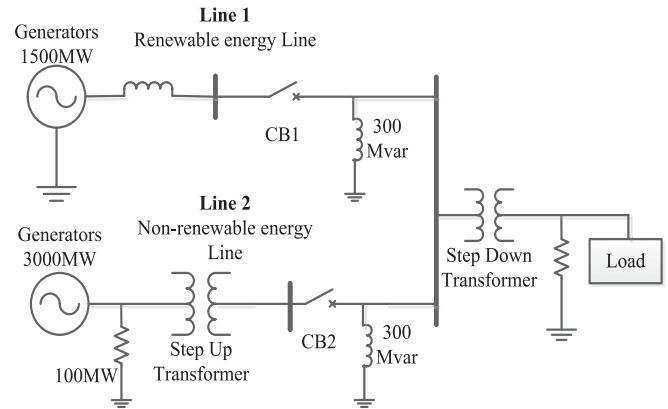 Line 1
Renewable energy Line
Generators
1500MW
CB1
300
Mvar
Line 2
Non-renewable energy
Line
Generators
3000MW
100MW
Step Up
Transformer
CB2
300
Mvar
Step Down
Transformer
Load